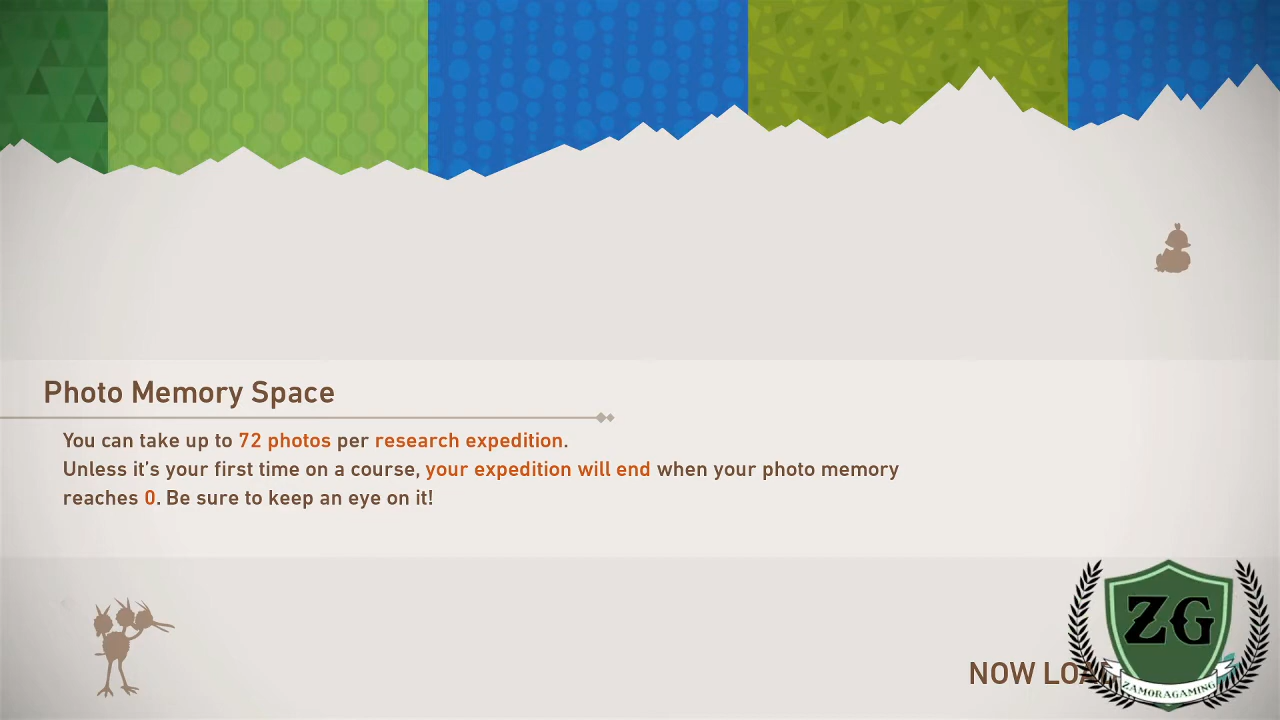 Photo Memory Space
You can take up to 72 photos per research expedition.
Unless it's your first time on a course, your expedition will end when your photo memory
reaches 0. Be sure to keep an eye on it!
ZG
NOW
ZAMORAGAMING